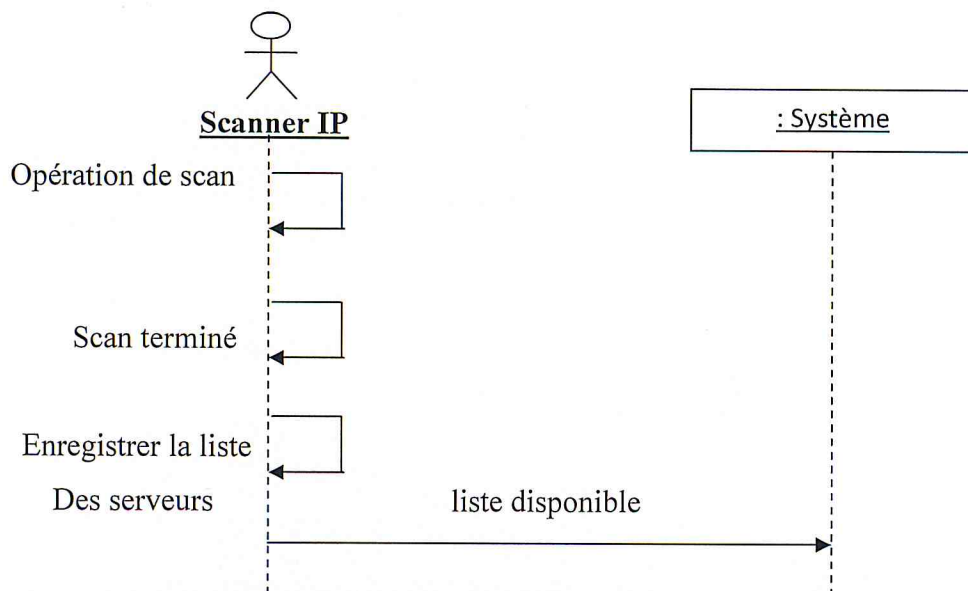 Scanner IP
: Système
Opération de scan
Scan terminé
Enregistrer la liste
Des serveurs
liste disponible